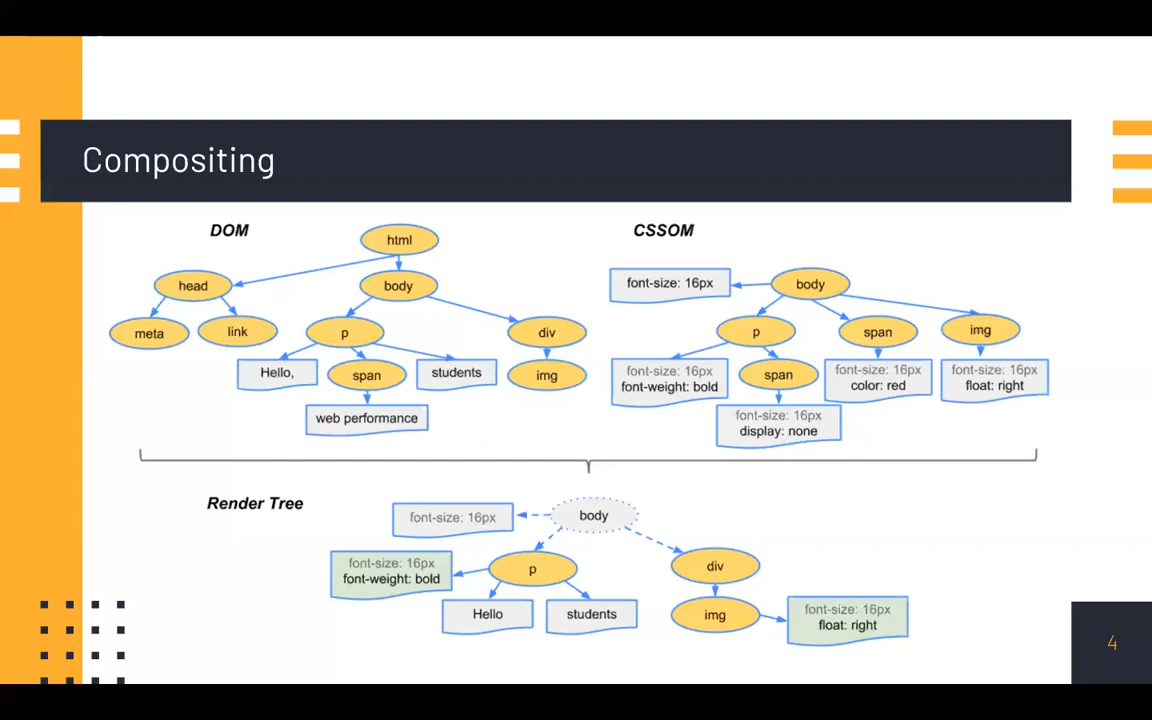 Compositing
DOM
html
head
body
meta
link
p
div
Hello,
span
students
img
web performance
CSSOM
font-size: 16px
body
p
span
img
font-size: 16px
font-weight: bold
span
font-size: 16px
color: red
font-size: 16px
float: right
font-size: 16px
display: none
Render Tree
font-size: 16px
body
font-size: 16px
font-weight: bold
p
div
Hello
students
img
font-size: 16px
float: right
4